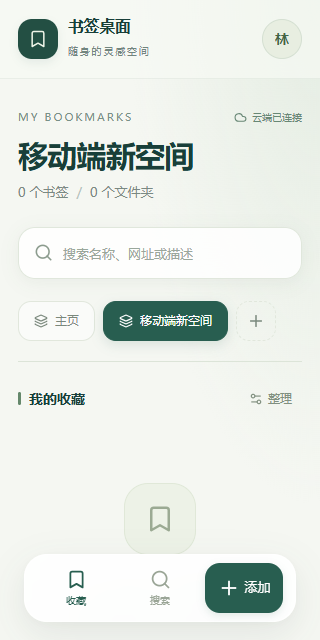 书签桌面
随身的灵感空间
林
MY BOOKMARKS
云端已连接
移动端新空间
0 个书签 / 0 个文件夹
搜索名称、网址或描述
主页
移动端新空间
我的收藏
整理
收藏
搜索
添加